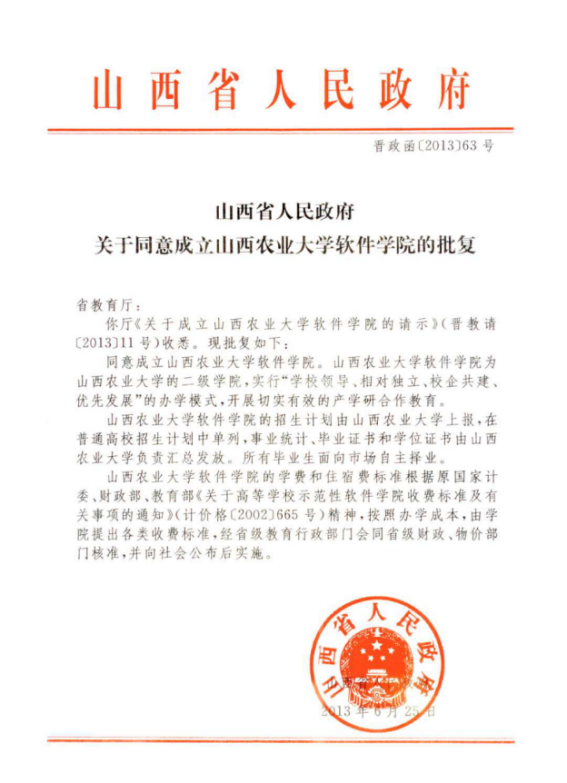 山西省人民政府
晋政函〔2013〕63号
山西省人民政府
关于同意成立山西农业大学软件学院的批复
省教育厅：
你厅《关于成立山西农业大学软件学院的请示》（晋教请
〔2013〕11号）收悉。现批复如下：
同意成立山西农业大学软件学院。山西农业大学软件学院为
山西农业大学的二级学院，实行“学校领导、相对独立、校企共建、
优先发展”的办学模式，开展切实有效的产学研合作教育。
山西农业大学软件学院的招生计划由山西农业大学上报，在
普通高校招生计划中单列，事业统计、毕业证书和学位证书由山西
农业大学负责汇总发放。所有毕业生面向市场自主择业。
山西农业大学软件学院的学费和住宿费标准根据原国家计
委、财政部、教育部《关于高等学校示范性软件学院收费标准及有
关事项的通知》（计价格〔2002〕665号）精神，按照办学成本，由学
院提出各类收费标准，经省级教育行政部门会同省级财政、物价部
门核准，并向社会公布后实施。
山西省人民政府
2013年6月25日